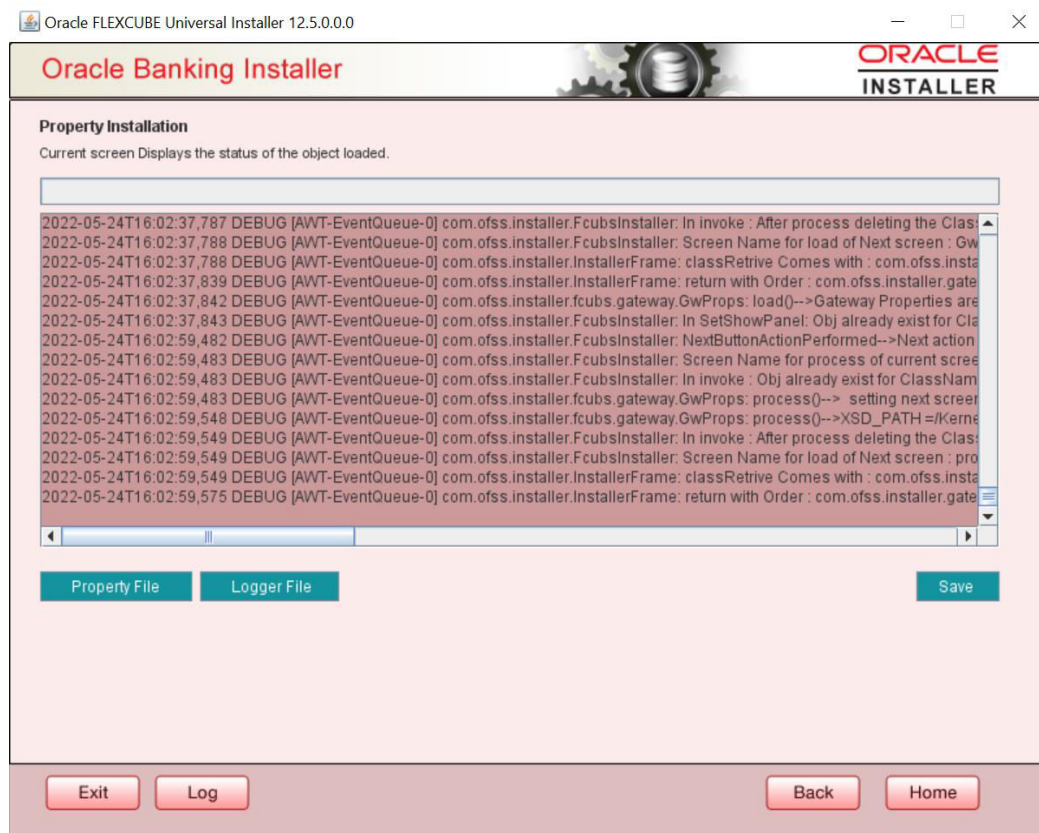 Oracle FLEXCUBE Universal Installer 12.5.0.0.0
Oracle Banking Installer
ORACLE
INSTALLER
Property Installation
Current screen Displays the status of the object loaded.
2022-05-24T16:02:37,787 DEBUG [AWT-EventQueue-0] com.ofss.installer.FcubsInstaller: In invoke : After process deleting the Clas
2022-05-24T16:02:37,788 DEBUG [AWT-EventQueue-0] com.ofss.installer.FcubsInstaller: Screen Name for load of Next screen : Gw
2022-05-24T16:02:37,788 DEBUG [AWT-EventQueue-0] com.ofss.installer.InstallerFrame: classRetrive Comes with : com.ofss.insta
2022-05-24T16:02:37,839 DEBUG [AWT-EventQueue-0] com.ofss.installer.InstallerFrame: return with Order : com.ofss.installer.gate
2022-05-24T16:02:37,842 DEBUG [AWT-EventQueue-0] com.ofss.installer.fcubs.gateway.GwProps: load()-->Gateway Properties are
2022-05-24T16:02:37,843 DEBUG [AWT-EventQueue-0] com.ofss.installer.FcubsInstaller: In SetShowPanel: Obj already exist for Cla
2022-05-24T16:02:59,482 DEBUG [AWT-EventQueue-0] com.ofss.installer.FcubsInstaller: NextButtonActionPerformed-->Next action
2022-05-24T16:02:59,483 DEBUG [AWT-EventQueue-0] com.ofss.installer.FcubsInstaller: Screen Name for process of current scree
2022-05-24T16:02:59,483 DEBUG [AWT-EventQueue-0] com.ofss.installer.FcubsInstaller: In invoke : Obj already exist for ClassNam
2022-05-24T16:02:59,483 DEBUG [AWT-EventQueue-0] com.ofss.installer.fcubs.gateway.GwProps: process()--> setting next screen
2022-05-24T16:02:59,548 DEBUG [AWT-EventQueue-0] com.ofss.installer.fcubs.gateway.GwProps: process()-->XSD_PATH =/Kerne
2022-05-24T16:02:59,549 DEBUG [AWT-EventQueue-0] com.ofss.installer.FcubsInstaller: In invoke : After process deleting the Clas
2022-05-24T16:02:59,549 DEBUG [AWT-EventQueue-0] com.ofss.installer.FcubsInstaller: Screen Name for load of Next screen : pro
2022-05-24T16:02:59,549 DEBUG [AWT-EventQueue-0] com.ofss.installer.InstallerFrame: classRetrive Comes with : com.ofss.insta
2022-05-24T16:02:59,575 DEBUG [AWT-EventQueue-0] com.ofss.installer.InstallerFrame: return with Order : com.ofss.installer.gate
Property File Logger File Save
Exit Log Back Home